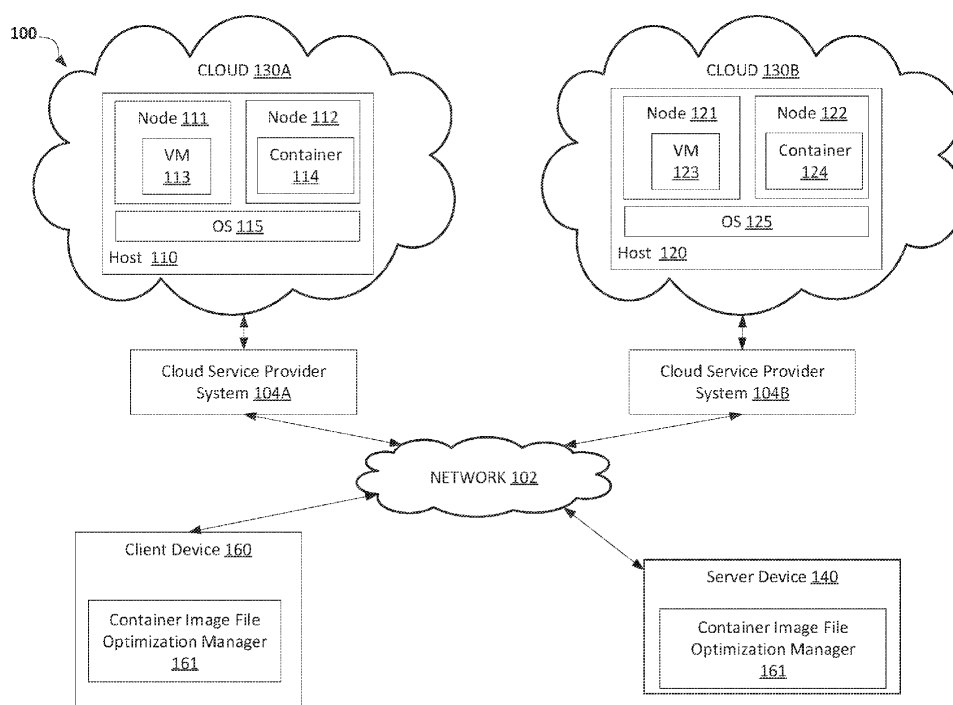 100
CLOUD 130A
Node 111
Node 112
VM
113
Container
114
OS 115
Host 110
CLOUD 130B
Node 121
Node 122
VM
123
Container
124
OS 125
Host 120
Cloud Service Provider
System 104A
Cloud Service Provider
System 104B
NETWORK 102
Client Device 160
Container Image File
Optimization Manager
161
Server Device 140
Container Image File
Optimization Manager
161